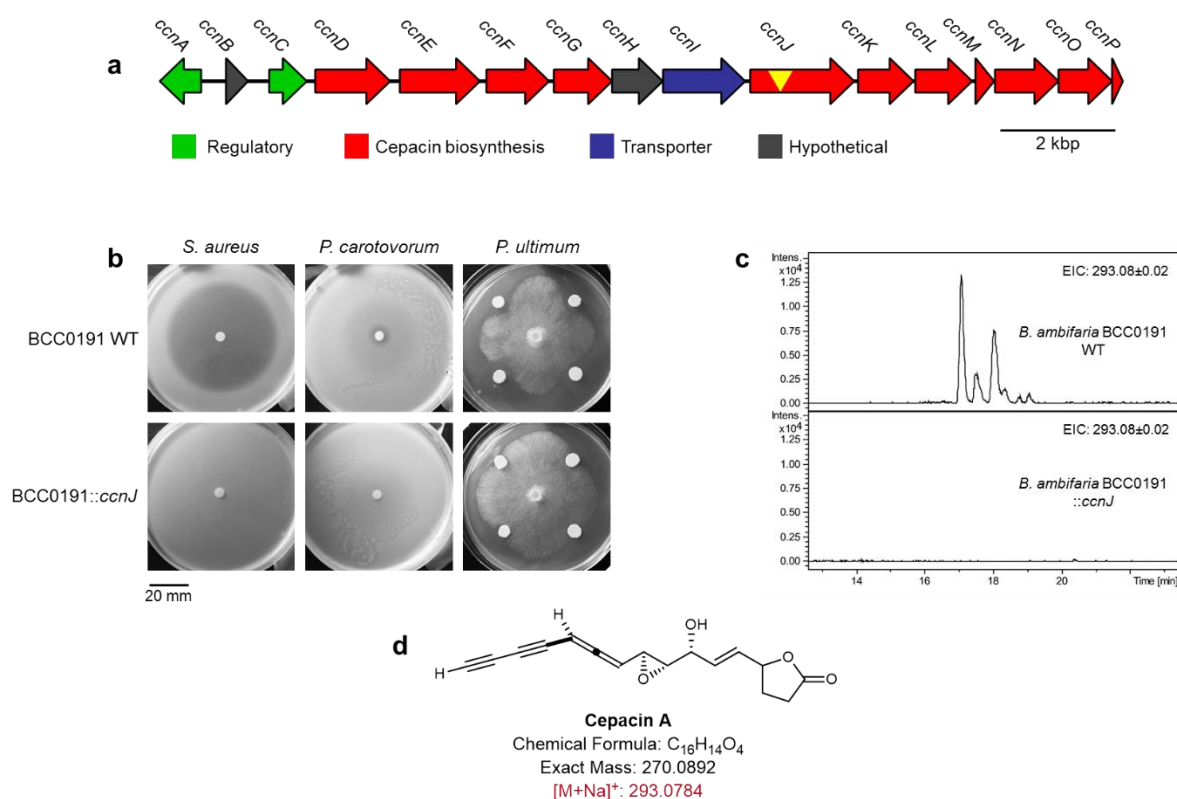 ccnA ccnB ccnC ccnD ccnE ccnF ccnG ccnH ccnI ccnJ ccnK ccnL ccnM ccnN ccnO ccnP
a
Regulatory Cepacin biosynthesis Transporter Hypothetical
2 kbp
b
S. aureus P. carotovorum P. ultimum
BCC0191 WT
BCC0191::ccnJ
20 mm
c
Intens.
x10⁴
1.25
1.00
0.75
0.50
0.25
0.00
EIC: 293.08±0.02
B. ambifaria BCC0191
WT
Intens.
x10⁴
1.25
1.00
0.75
0.50
0.25
0.00
EIC: 293.08±0.02
B. ambifaria BCC0191
::ccnJ
14 16 18 20 Time [min]
d
H
OH
O
H
O
O
Cepacin A
Chemical Formula: C₁₆H₁₄O₄
Exact Mass: 270.0892
[M+Na]⁺: 293.0784